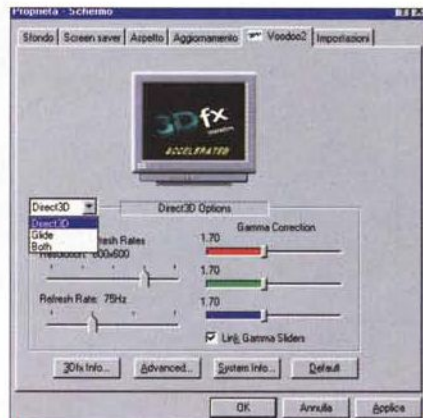 Proprietà - Schermo
Sfondo Screen saver Aspetto Aggiornamento Voodoo2 Impostazioni
3Dfx
interactive
ACCELERATED
Direct3D
Direct3D Options
Direct3D
Glide
Both
esh Rates
Resolution: 800x600
Refresh Rate: 75Hz
Gamma Correction
1.70
1.70
1.70
Link Gamma Sliders
3Dfx Info... Advanced... System Info... Default
OK Annulla Applica